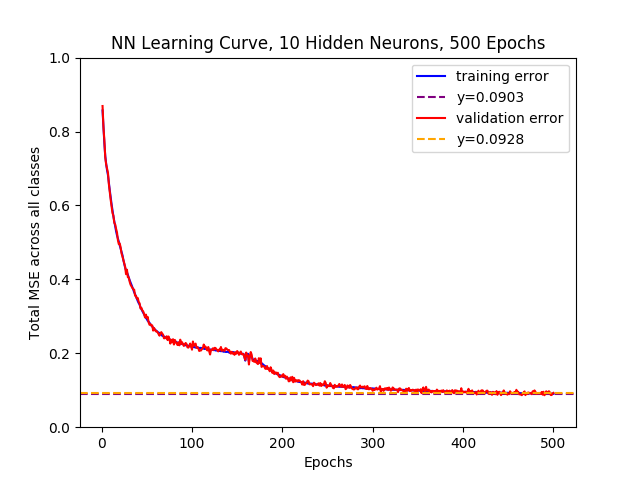 NN Learning Curve, 10 Hidden Neurons, 500 Epochs
training error
y=0.0903
validation error
y=0.0928
Total MSE across all classes
1.0
0.8
0.6
0.4
0.2
0.0
0 100 200 300 400 500
Epochs